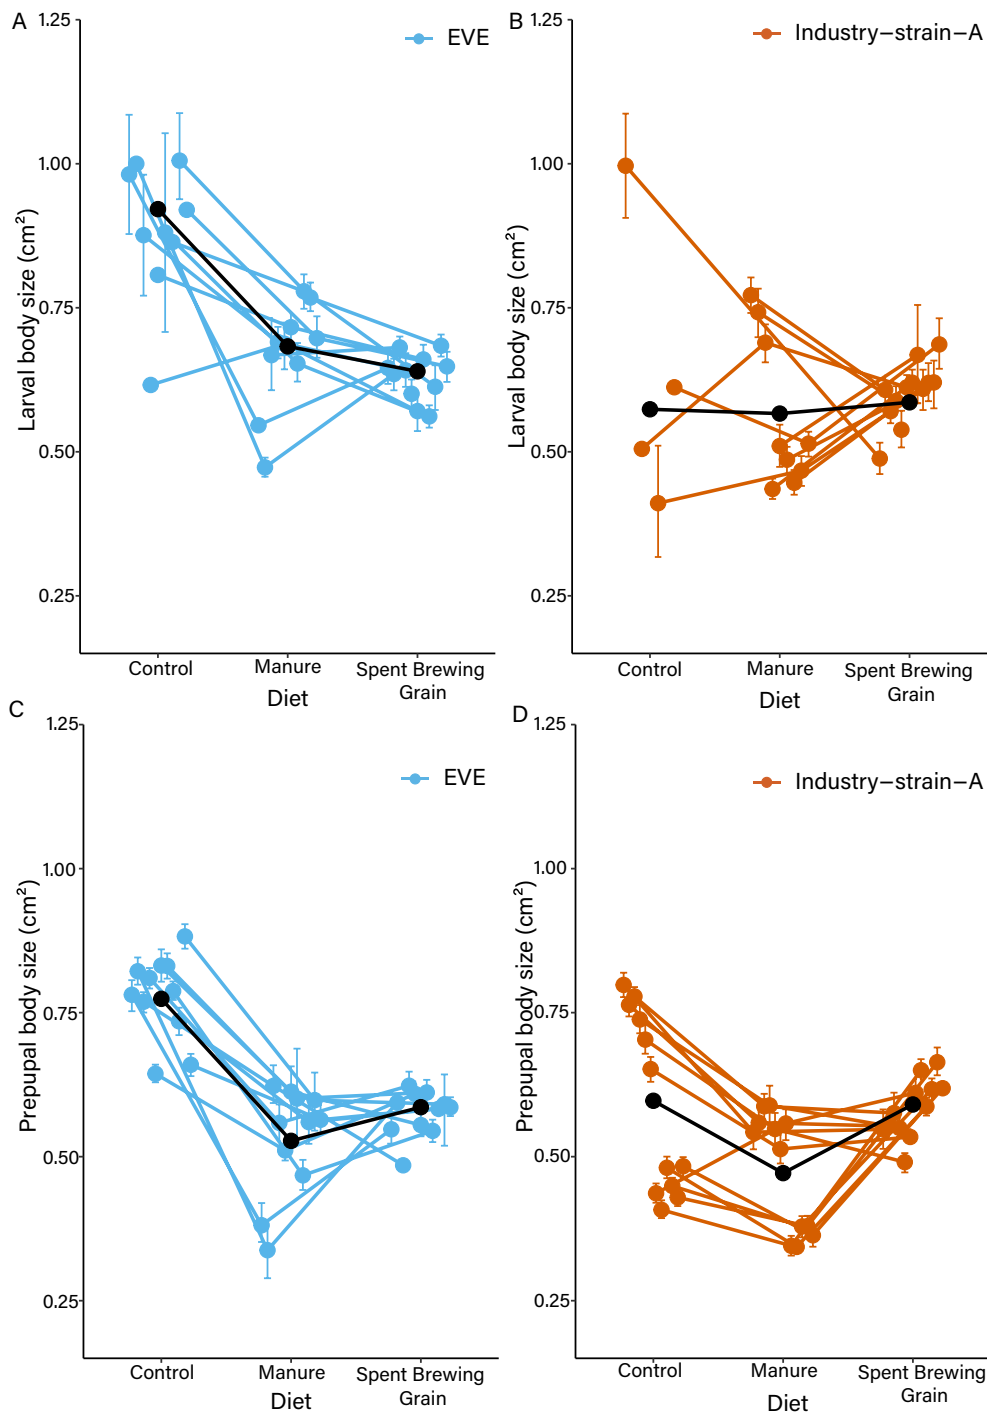 A
1.25
1.00
0.75
0.50
0.25
Larval body size (cm²)
EVE
Control
Manure
Spent Brewing
Grain
Diet
B
1.25
1.00
0.75
0.50
0.25
Larval body size (cm²)
Industry–strain–A
Control
Manure
Spent Brewing
Grain
Diet
C
1.25
1.00
0.75
0.50
0.25
Prepupal body size (cm²)
EVE
Control
Manure
Spent Brewing
Grain
Diet
D
1.25
1.00
0.75
0.50
0.25
Prepupal body size (cm²)
Industry–strain–A
Control
Manure
Spent Brewing
Grain
Diet